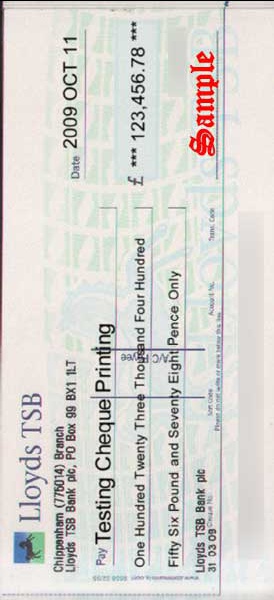 Lloyds TSB
Chippenham (776014) Branch
Lloyds TSB Bank plc, PO Box 99 BX1 1LT
Date 2009 OCT 11
Pay Testing Cheque Printing
A/C Payee
£ *** 123,456.78 ***
One Hundred Twenty Three Thousand Four Hundred
Fifty Six Pound and Seventy Eight Pence Only
Sample
Lloyds TSB Bank plc
31 03 09
Cheque No.
Sort Code
Account No.
Trans. Code
Please do not write or mark below this line